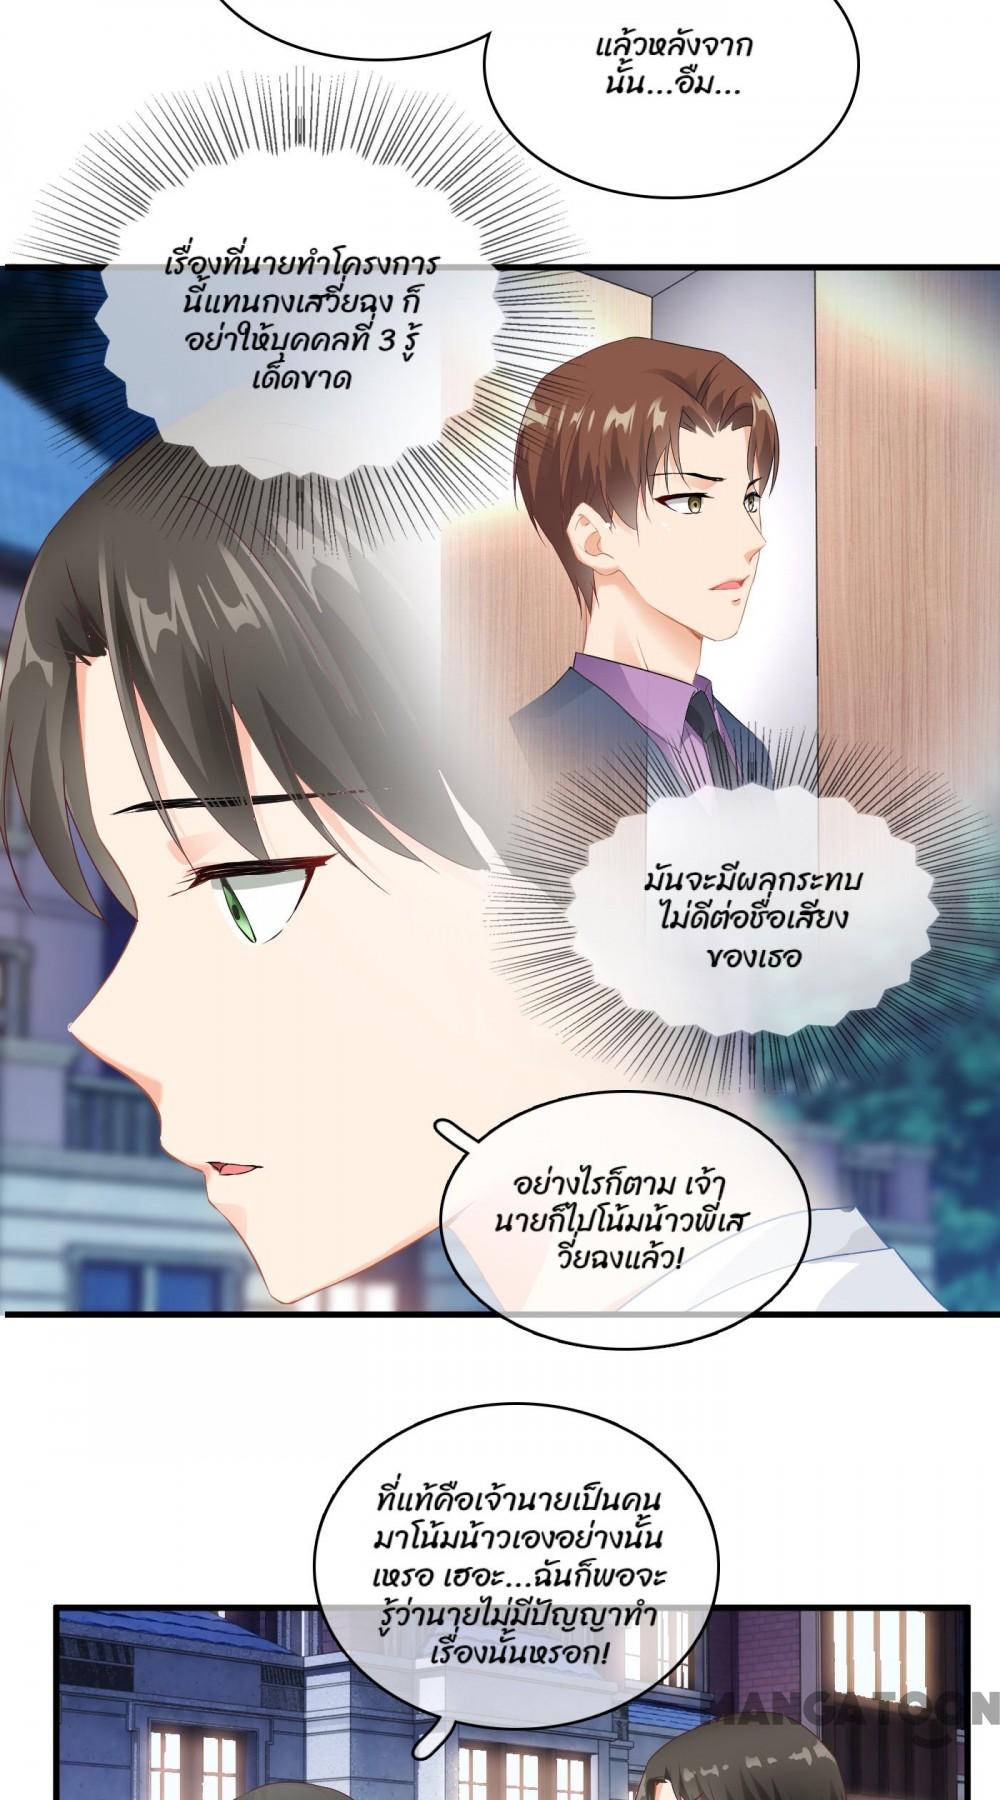 แล้วหลังจาก
นั้น...อืม...
เรื่องที่นายทำโครงการ
นี้แทนกงเสวี่ยฉง ก็
อย่าให้บุคคลที่ 3 รู้
เด็ดขาด
มันจะมีผลกระทบ
ไม่ดีต่อชื่อเสียง
ของเธอ
อย่างไรก็ตาม เจ้า
นายก็ไปโน้มน้าวพี่เส
วี่ยฉงแล้ว!
ที่แท้คือเจ้านายเป็นคน
มาโน้มน้าวเองอย่างนั้น
เหรอ เฮอะ...ฉันก็พอจะ
รู้ว่านายไม่มีปัญญาทำ
เรื่องนั้นหรอก!
MANGATOON